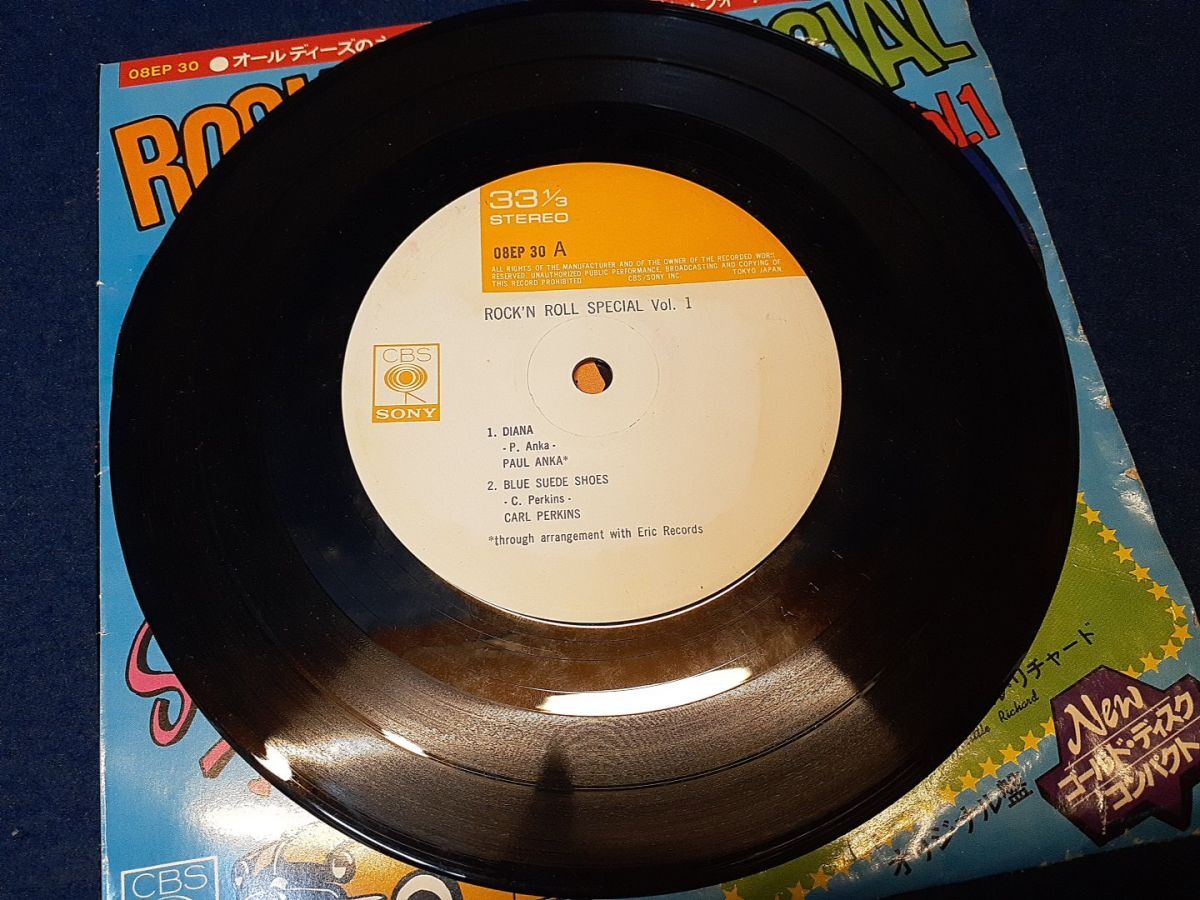 08EP 30 ●オールディーズの
ROCK
CIAL
Vol.1
33 1/3
STEREO
08EP 30 A
ALL RIGHTS OF THE MANUFACTURER AND OF THE OWNER OF THE RECORDED WORK
RESERVED. UNAUTHORIZED PUBLIC PERFORMANCE, BROADCASTING AND COPYING OF
THIS RECORD PROHIBITED CBS/SONY INC. TOKYO JAPAN
ROCK'N ROLL SPECIAL Vol. 1
CBS
SONY
1. DIANA
- P. Anka -
PAUL ANKA*
2. BLUE SUEDE SHOES
- C. Perkins -
CARL PERKINS
*through arrangement with Eric Records
リチャード
Little Richard
New
ゴールド・ディスク
コンパクト
オリジナル盤
CBS